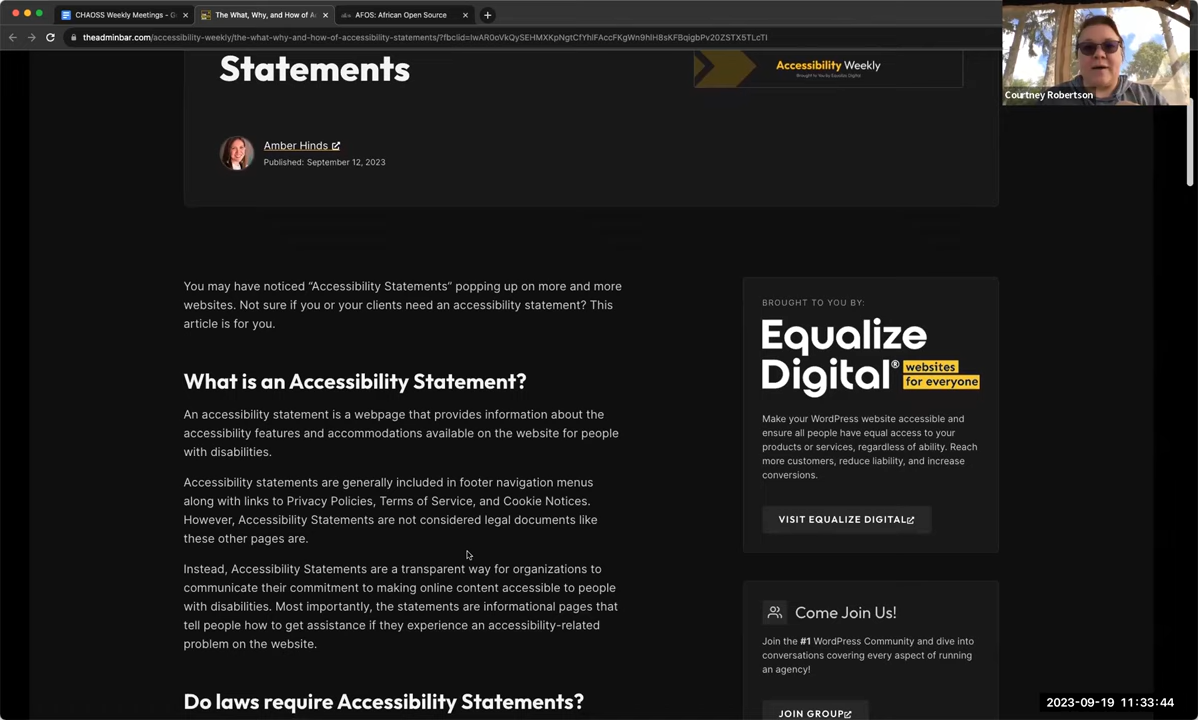 CHAOSS Weekly Meetings - G
The What, Why, and How of A
AFOS: African Open Source
theadminbar.com/accessibility-weekly/the-what-why-and-how-of-accessibility-statements/?fbclid=IwAR0oVkQySEHMXKpNgtCfYhlFAccFKgWn9hlH8sKFBqigbPv20ZSTX5TLcTI
Courtney Robertson
Statements
Accessibility Weekly
Brought to You by Equalize Digital
Amber Hinds
Published: September 12, 2023
You may have noticed “Accessibility Statements” popping up on more and more
websites. Not sure if you or your clients need an accessibility statement? This
article is for you.
What is an Accessibility Statement?
An accessibility statement is a webpage that provides information about the
accessibility features and accommodations available on the website for people
with disabilities.
Accessibility statements are generally included in footer navigation menus
along with links to Privacy Policies, Terms of Service, and Cookie Notices.
However, Accessibility Statements are not considered legal documents like
these other pages are.
Instead, Accessibility Statements are a transparent way for organizations to
communicate their commitment to making online content accessible to people
with disabilities. Most importantly, the statements are informational pages that
tell people how to get assistance if they experience an accessibility-related
problem on the website.
Do laws require Accessibility Statements?
BROUGHT TO YOU BY:
Equalize
Digital® websites
for everyone
Make your WordPress website accessible and
ensure all people have equal access to your
products or services, regardless of ability. Reach
more customers, reduce liability, and increase
conversions.
VISIT EQUALIZE DIGITAL
Come Join Us!
Join the #1 WordPress Community and dive into
conversations covering every aspect of running
an agency!
JOIN GROUP
2023-09-19 11:33:44